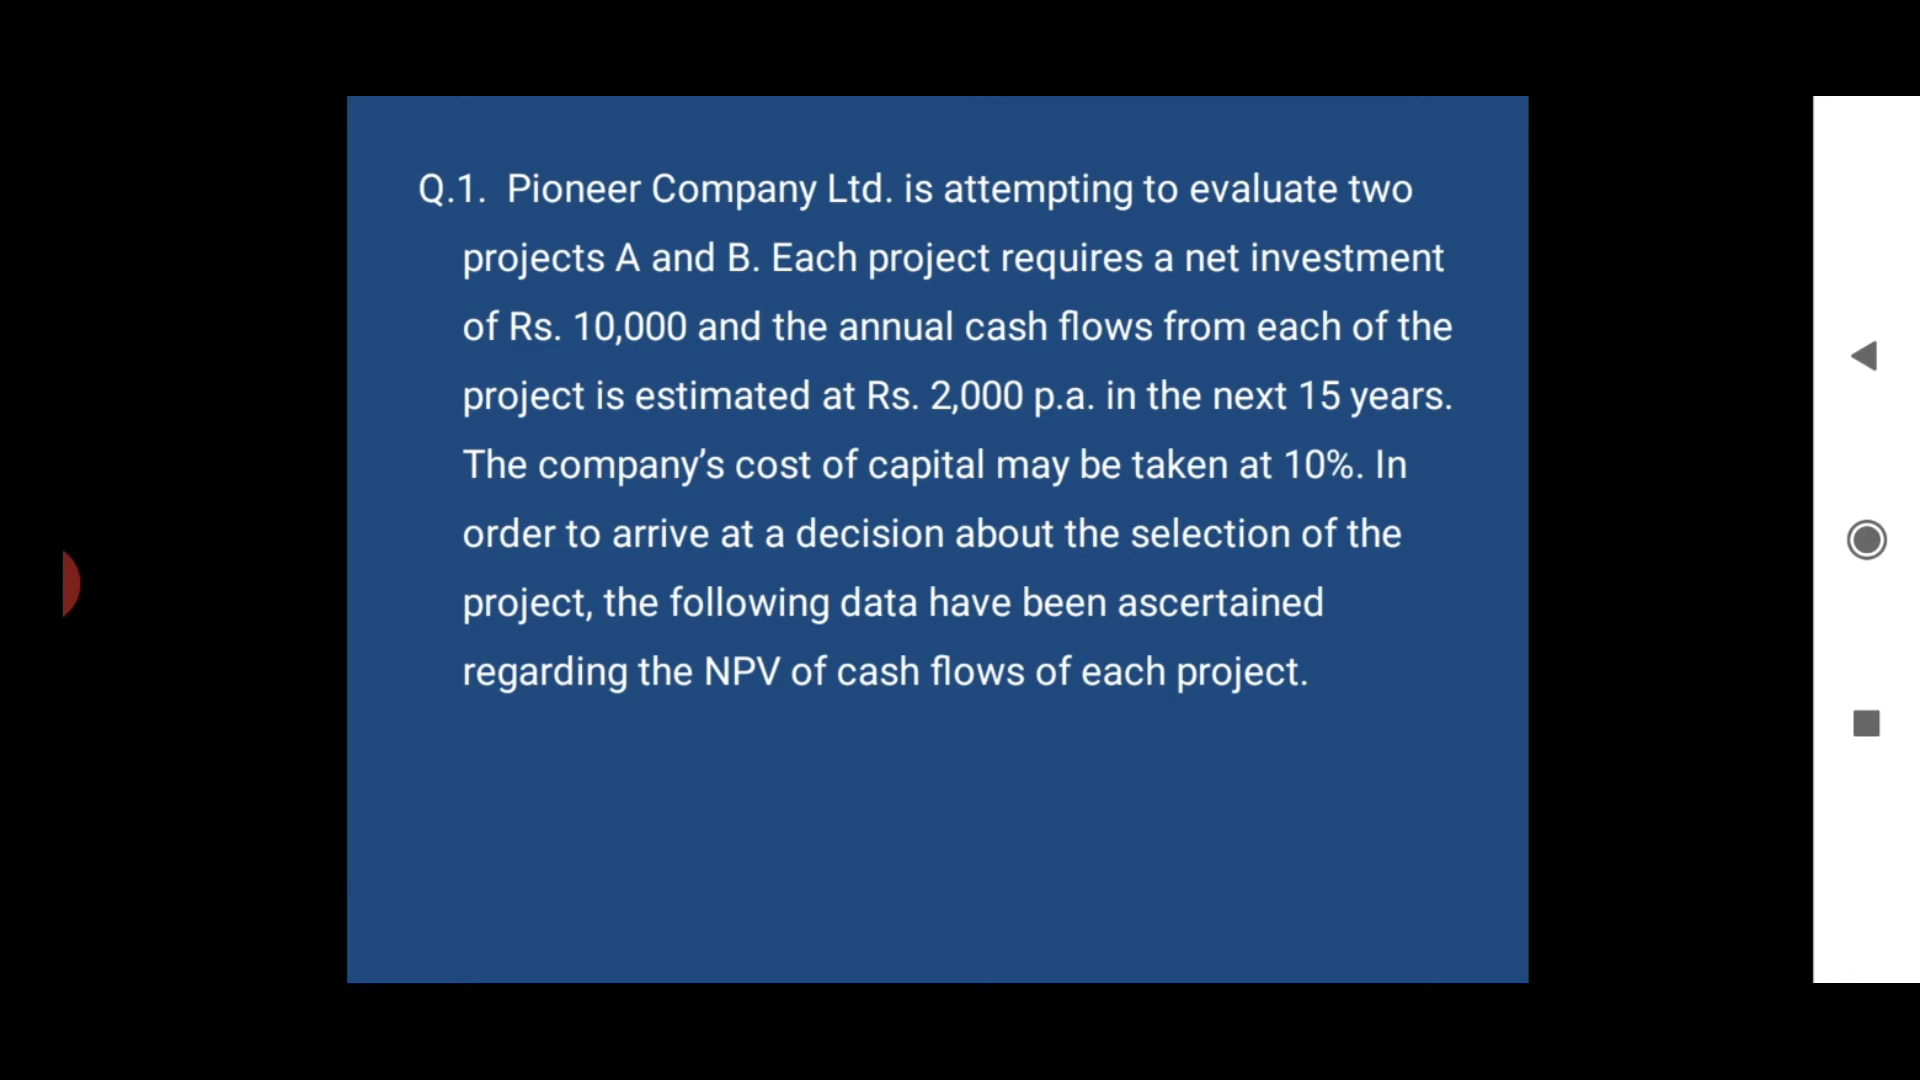 Q.1. Pioneer Company Ltd. is attempting to evaluate two
projects A and B. Each project requires a net investment
of Rs. 10,000 and the annual cash flows from each of the
project is estimated at Rs. 2,000 p.a. in the next 15 years.
The company’s cost of capital may be taken at 10%. In
order to arrive at a decision about the selection of the
project, the following data have been ascertained
regarding the NPV of cash flows of each project.